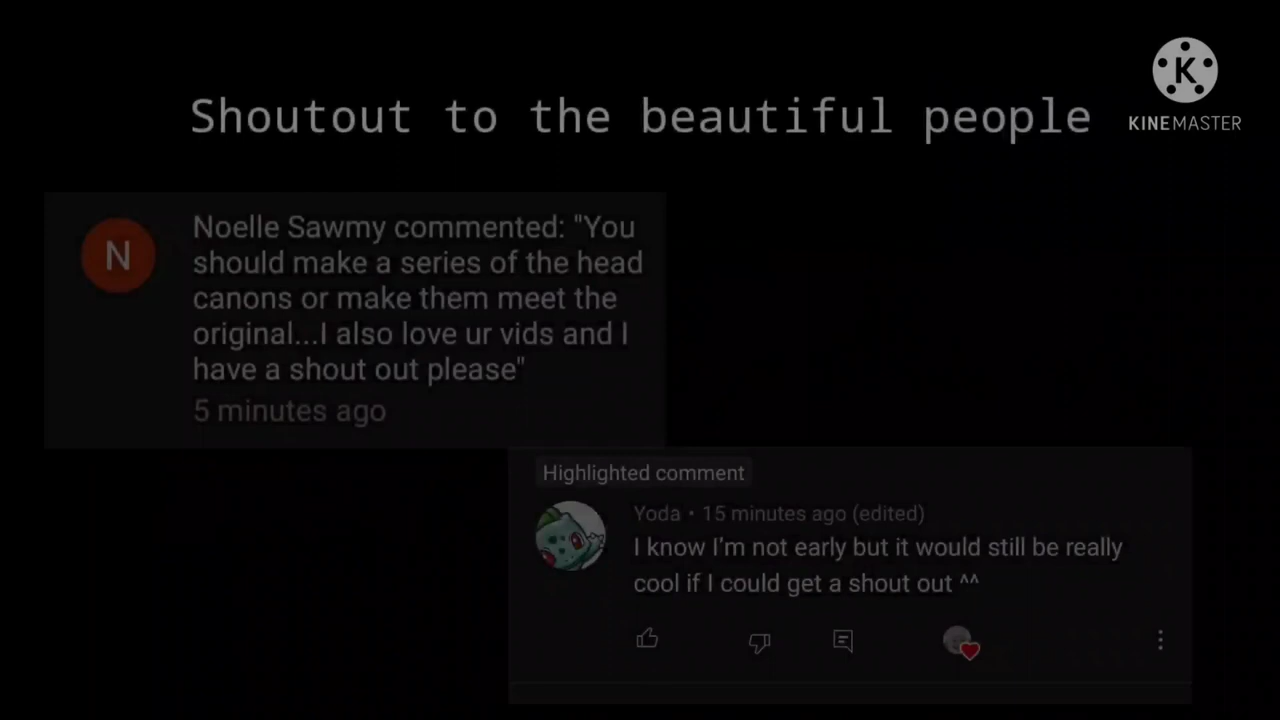 Shoutout to the beautiful people
K
KINEMASTER
N
Noelle Sawmy commented: "You
should make a series of the head
canons or make them meet the
original...I also love ur vids and I
have a shout out please"
5 minutes ago
Highlighted comment
Yoda • 15 minutes ago (edited)
I know I'm not early but it would still be really
cool if I could get a shout out ^^